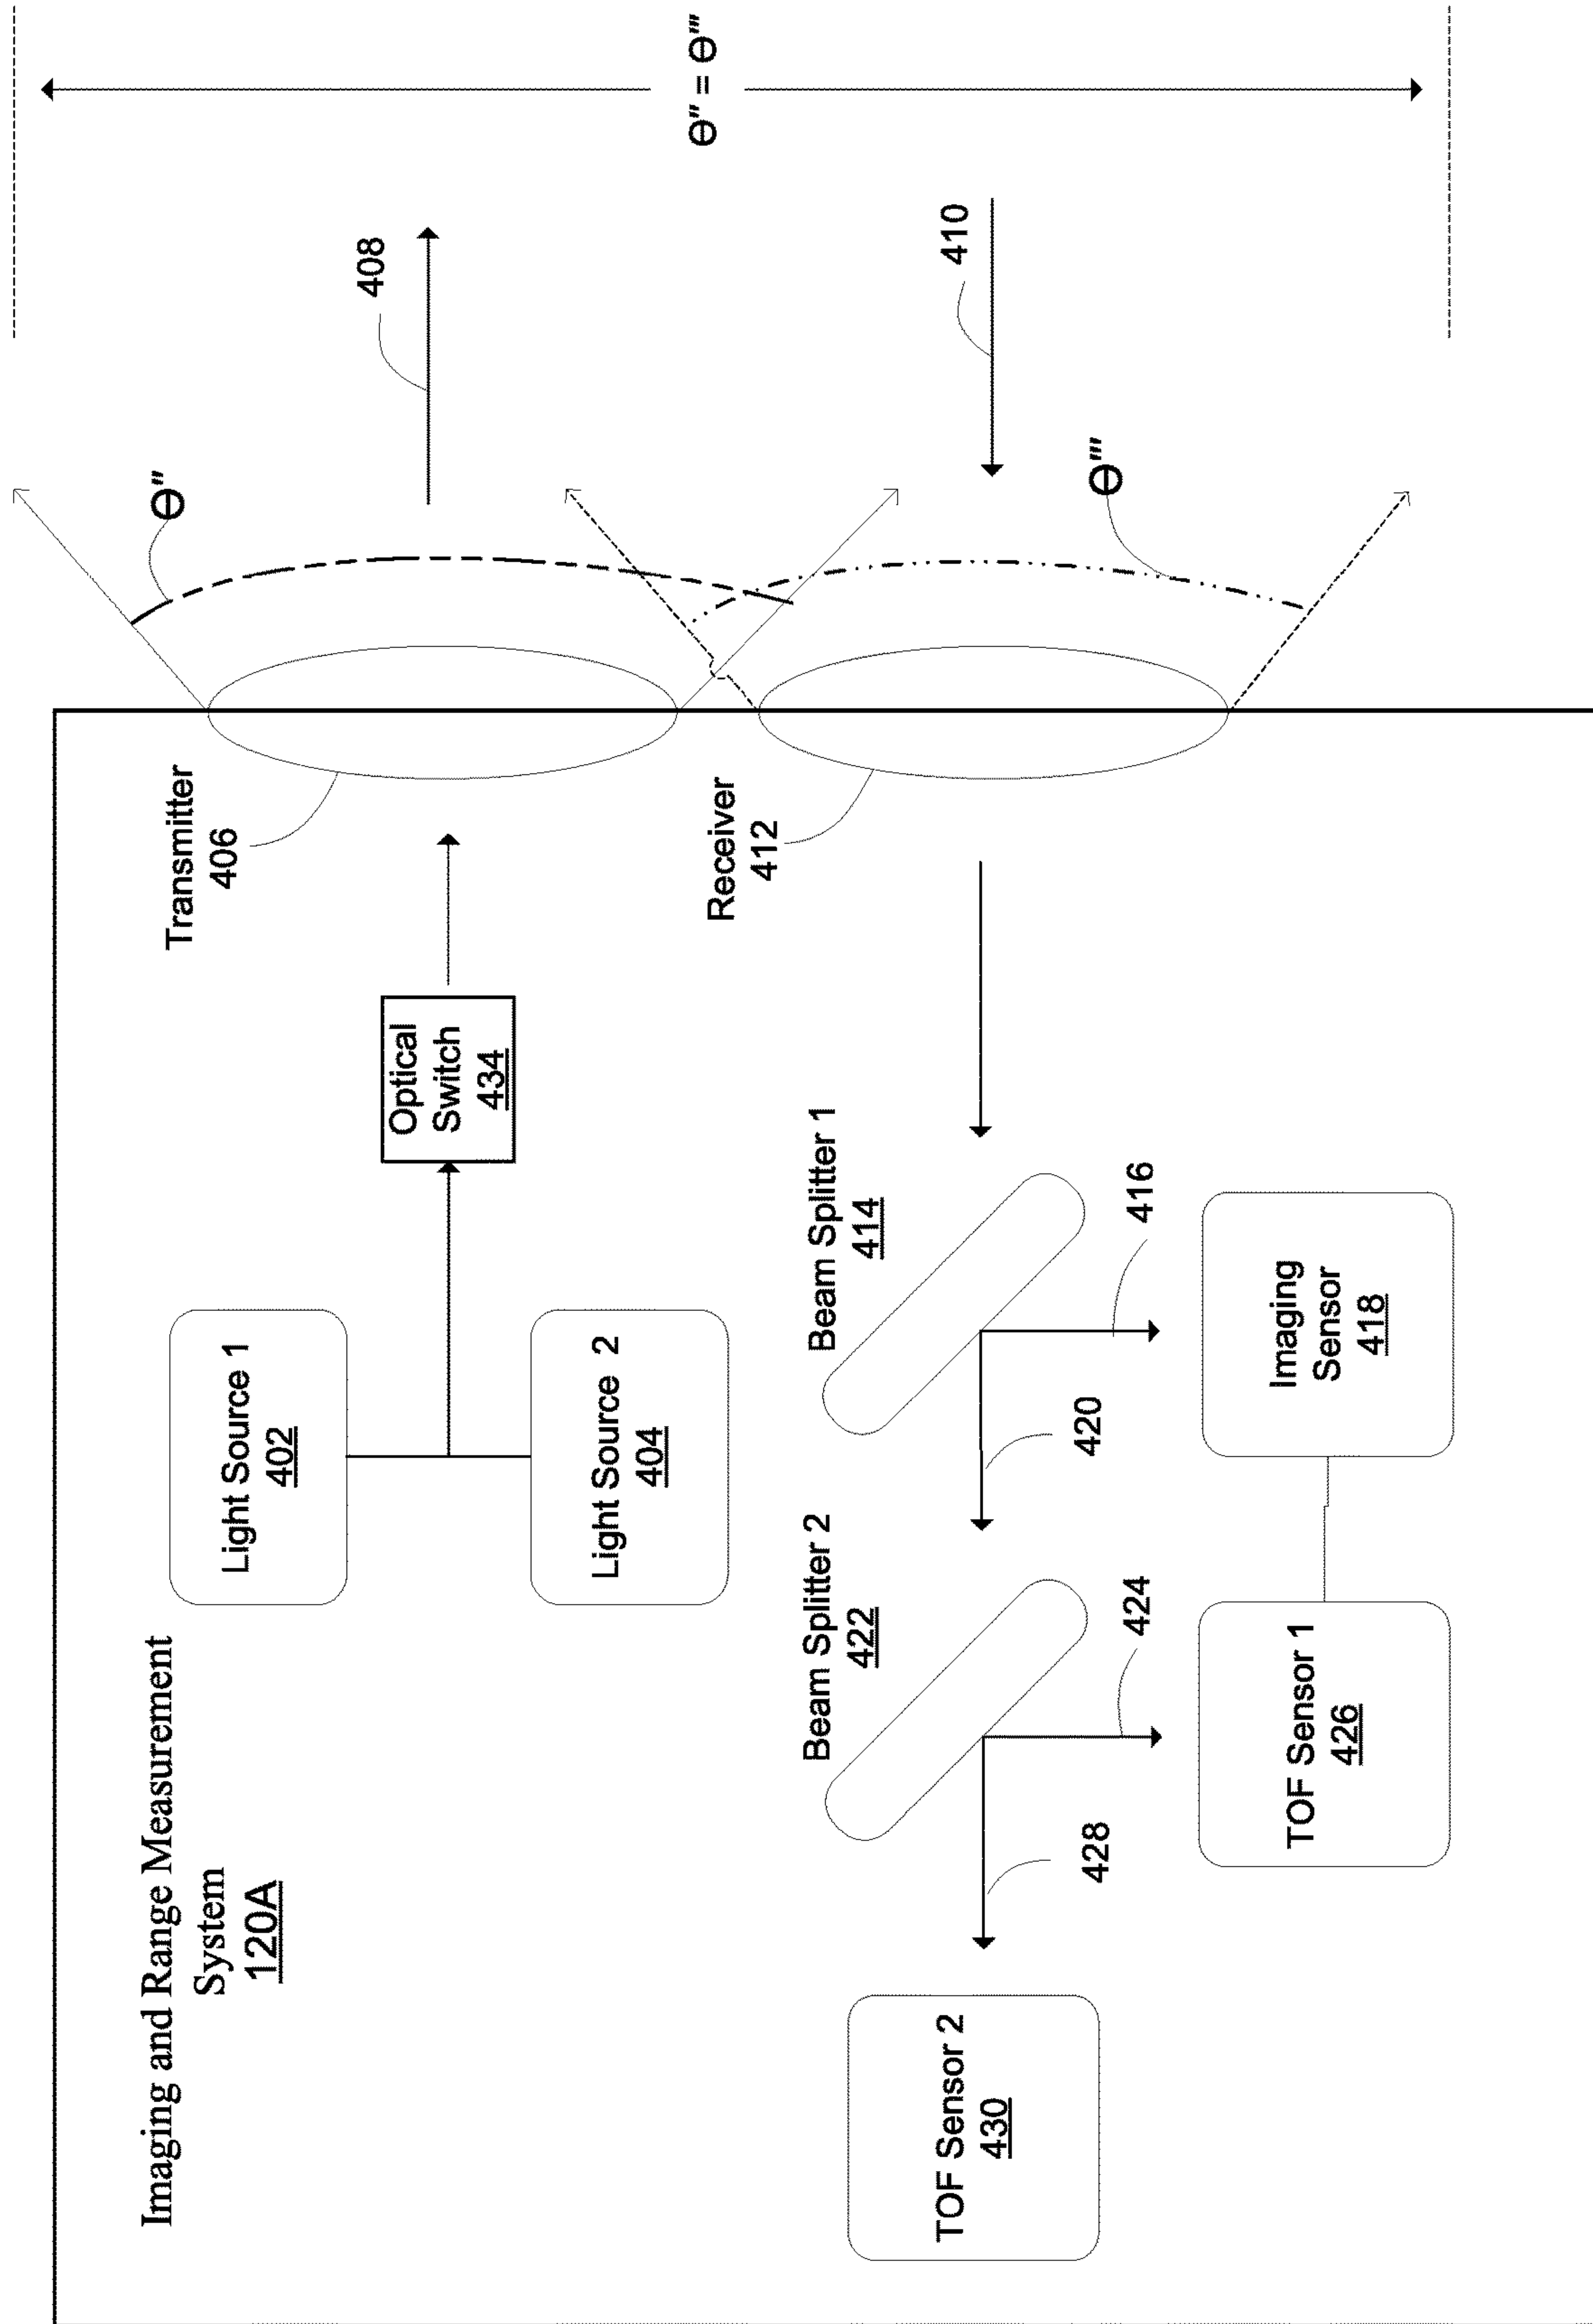 Imaging and Range Measurement
System
120A
Light Source 1
402
Light Source 2
404
Optical
Switch
434
Transmitter
406
Θ''
408
Θ'' = Θ'''
Receiver
412
410
Θ'''
Beam Splitter 1
414
416
420
Imaging
Sensor
418
Beam Splitter 2
422
424
428
TOF Sensor 1
426
TOF Sensor 2
430